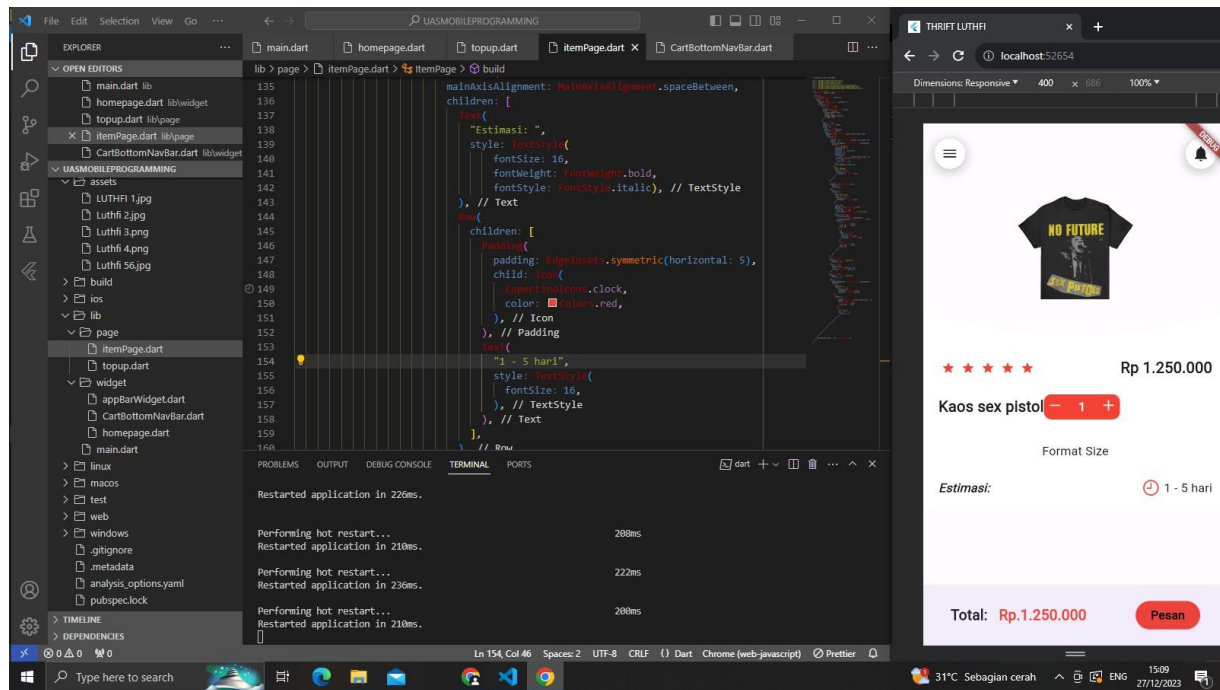 File Edit Selection View Go ···
UASMOBILEPROGRAMMING
EXPLORER ···
OPEN EDITORS
main.dart lib
homepage.dart lib\widget
topup.dart lib\page
itemPage.dart lib\page
CartBottomNavBar.dart lib\widget
UASMOBILEPROGRAMMING
assets
LUTHFI 1.jpg
Luthfi 2.jpg
Luthfi 3.png
Luthfi 4.png
Luthfi 56.jpg
build
ios
lib
page
itemPage.dart
topup.dart
widget
appBarWidget.dart
CartBottomNavBar.dart
homepage.dart
main.dart
linux
macos
test
web
windows
.gitignore
.metadata
analysis_options.yaml
pubspec.lock
TIMELINE
DEPENDENCIES
main.dart homepage.dart topup.dart itemPage.dart CartBottomNavBar.dart
lib > page > itemPage.dart > ItemPage > build
135 mainAxisAlignment: MainAxisAlignment.spaceBetween,
136 children: [
137 Text(
138 "Estimasi: ",
139 style: TextStyle(
140 fontSize: 16,
141 fontWeight: FontWeight.bold,
142 fontStyle: FontStyle.italic), // TextStyle
143 ), // Text
144 Row(
145 children: [
146 Padding(
147 padding: EdgeInsets.symmetric(horizontal: 5),
148 child: Icon(
149 CupertinoIcons.clock,
150 color: Colors.red,
151 ), // Icon
152 ), // Padding
153 Text(
154 "1 - 5 hari",
155 style: TextStyle(
156 fontSize: 16,
157 ), // TextStyle
158 ), // Text
159 ],
160 ) // Row
PROBLEMS OUTPUT DEBUG CONSOLE TERMINAL PORTS dart
Restarted application in 226ms.
Performing hot restart... 208ms
Restarted application in 210ms.
Performing hot restart... 222ms
Restarted application in 236ms.
Performing hot restart... 200ms
Restarted application in 210ms.
0 0 0 Ln 154, Col 46 Spaces: 2 UTF-8 CRLF {} Dart Chrome (web-javascript) Prettier
THRIFT LUTHFI
localhost:52654
Dimensions: Responsive 400 x 686 100%
DEBUG
NO FUTURE
SEX PISTOLS
Rp 1.250.000
Kaos sex pistol − 1 +
Format Size
Estimasi: 1 - 5 hari
Total: Rp.1.250.000 Pesan
Type here to search
31°C Sebagian cerah ENG 15:09
27/12/2023